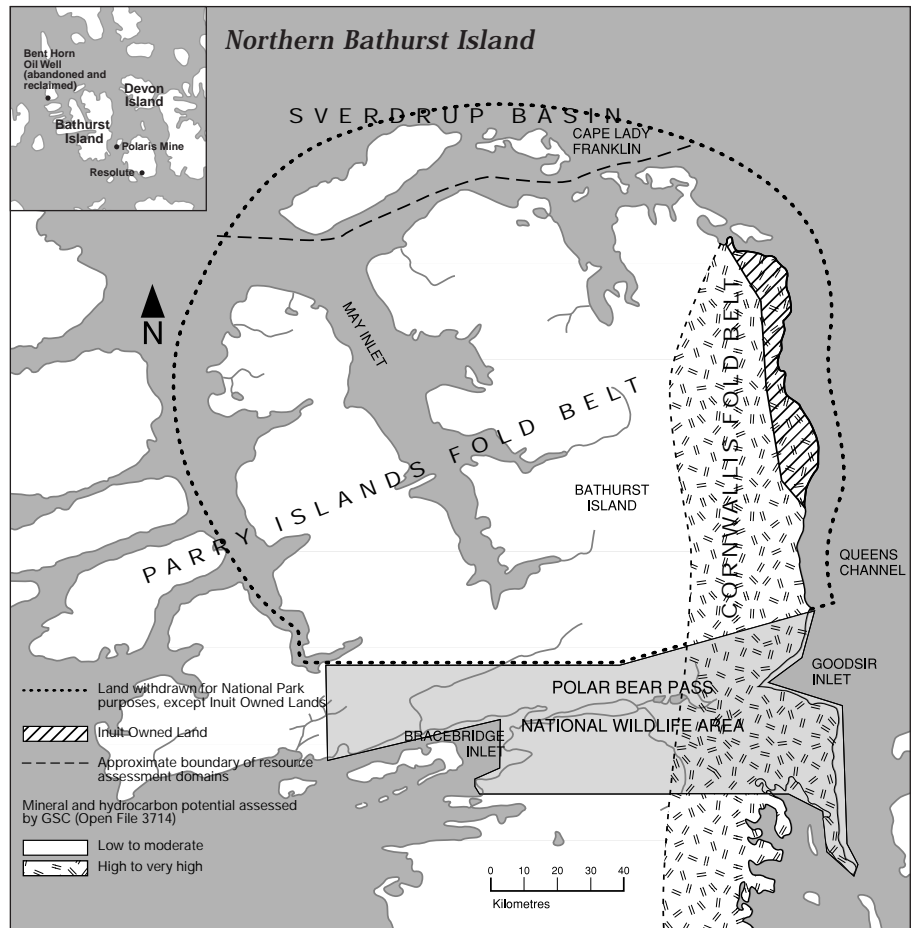 Northern Bathurst Island
Bent Horn
Oil Well
(abandoned and
reclaimed)
Devon
Island
Bathurst
Island
Polaris Mine
Resolute
SVERDRUP BASIN
CAPE LADY
FRANKLIN
N
MAY INLET
CORNWALLIS FOLD BELT
PARRY ISLANDS FOLD BELT
BATHURST
ISLAND
QUEENS
CHANNEL
GOODSIR
INLET
POLAR BEAR PASS
NATIONAL WILDLIFE AREA
BRACEBRIDGE
INLET
Land withdrawn for National Park
purposes, except Inuit Owned Lands
Inuit Owned Land
Approximate boundary of resource
assessment domains
Mineral and hydrocarbon potential assessed
by GSC (Open File 3714)
Low to moderate
High to very high
0 10 20 30 40
Kilometres